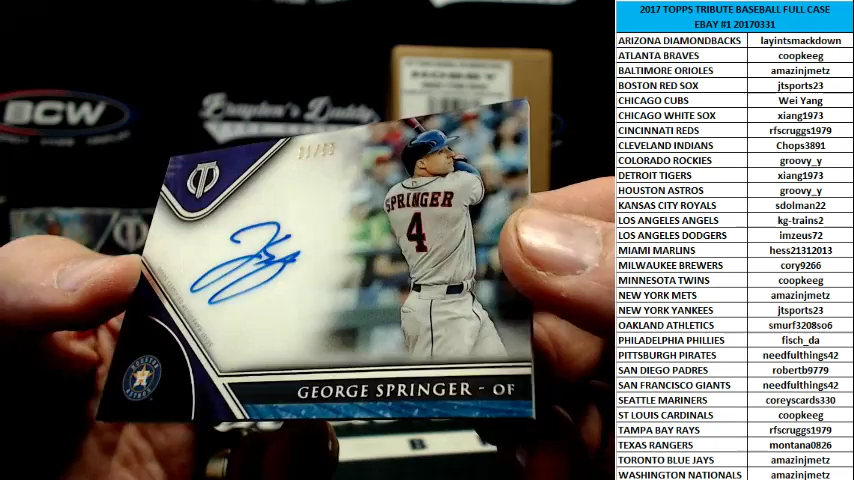 2017 TOPPS TRIBUTE BASEBALL FULL CASE
EBAY #1 20170331
ARIZONA DIAMONDBACKS layintsmackdown
ATLANTA BRAVES coopkeeg
BALTIMORE ORIOLES amazinjmetz
BOSTON RED SOX jtsports23
CHICAGO CUBS Wei Yang
CHICAGO WHITE SOX xiang1973
CINCINNATI REDS rfscruggs1979
CLEVELAND INDIANS Chops3891
COLORADO ROCKIES groovy_y
DETROIT TIGERS xiang1973
HOUSTON ASTROS groovy_y
KANSAS CITY ROYALS sdolman22
LOS ANGELES ANGELS kg-trains2
LOS ANGELES DODGERS imzeus72
MIAMI MARLINS hess21312013
MILWAUKEE BREWERS cory9266
MINNESOTA TWINS coopkeeg
NEW YORK METS amazinjmetz
NEW YORK YANKEES jtsports23
OAKLAND ATHLETICS smurf3208so6
PHILADELPHIA PHILLIES fisch_da
PITTSBURGH PIRATES needfulthings42
SAN DIEGO PADRES robertb9779
SAN FRANCISCO GIANTS needfulthings42
SEATTLE MARINERS coreyscards330
ST LOUIS CARDINALS coopkeeg
TAMPA BAY RAYS rfscruggs1979
TEXAS RANGERS montana0826
TORONTO BLUE JAYS amazinjmetz
WASHINGTON NATIONALS amazinjmetz
BCW
Brayden's Daddy
HOBBY
SPRINGER
4
HOUSTON
ASTROS
GEORGE SPRINGER - OF